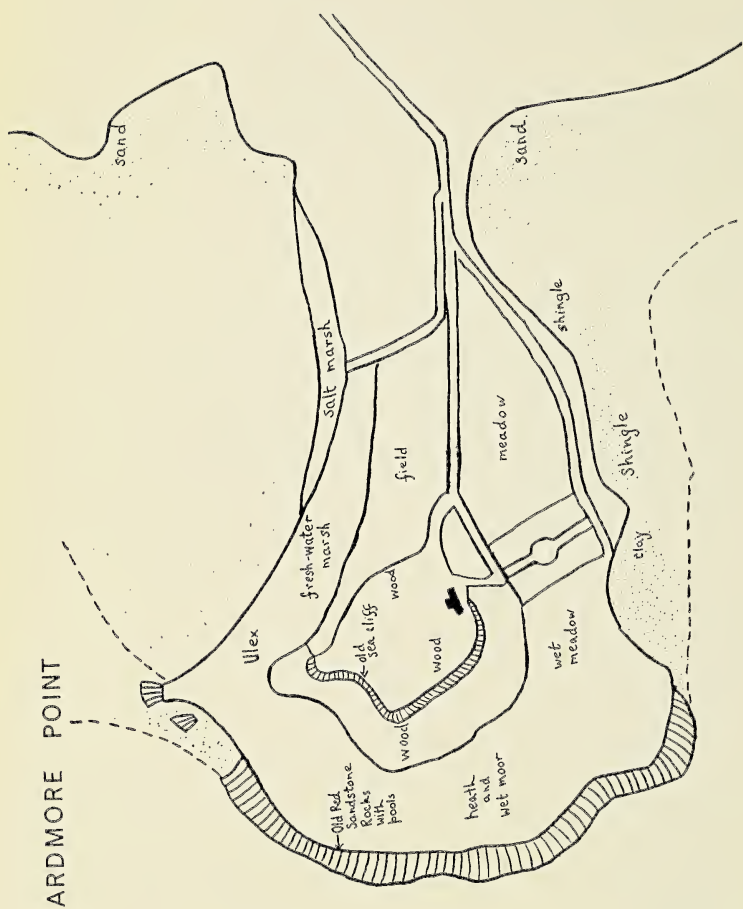 ARDMORE POINT
sand
salt marsh
fresh-water
marsh
Ulex
field
wood
old
sea cliff
wood
wood
Old Red
Sandstone
Rocks
with
pools
heath
and
wet moor
wet
meadow
meadow
sand
shingle
shingle
clay